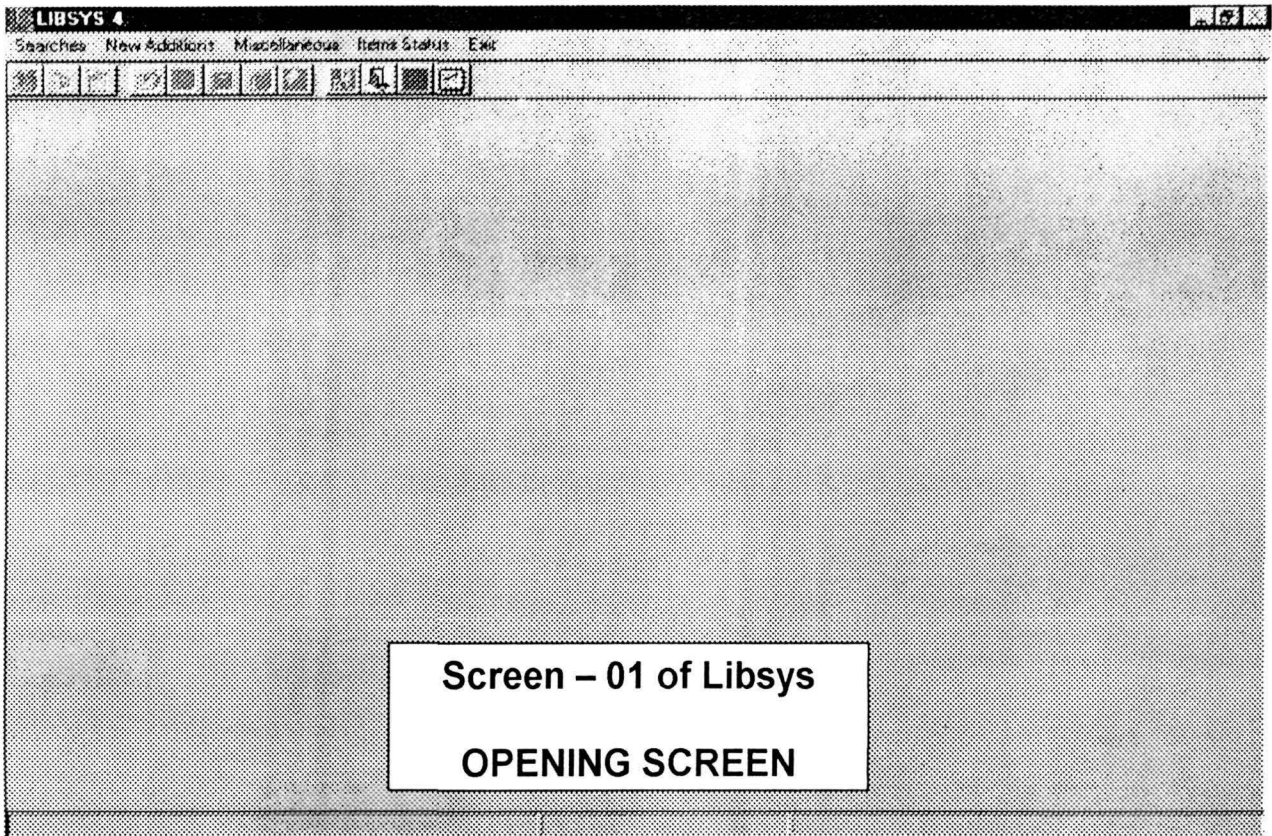 LIBSYS 4
Searches New Additions Miscellaneous Items Status Exit
Screen – 01 of Libsys
OPENING SCREEN